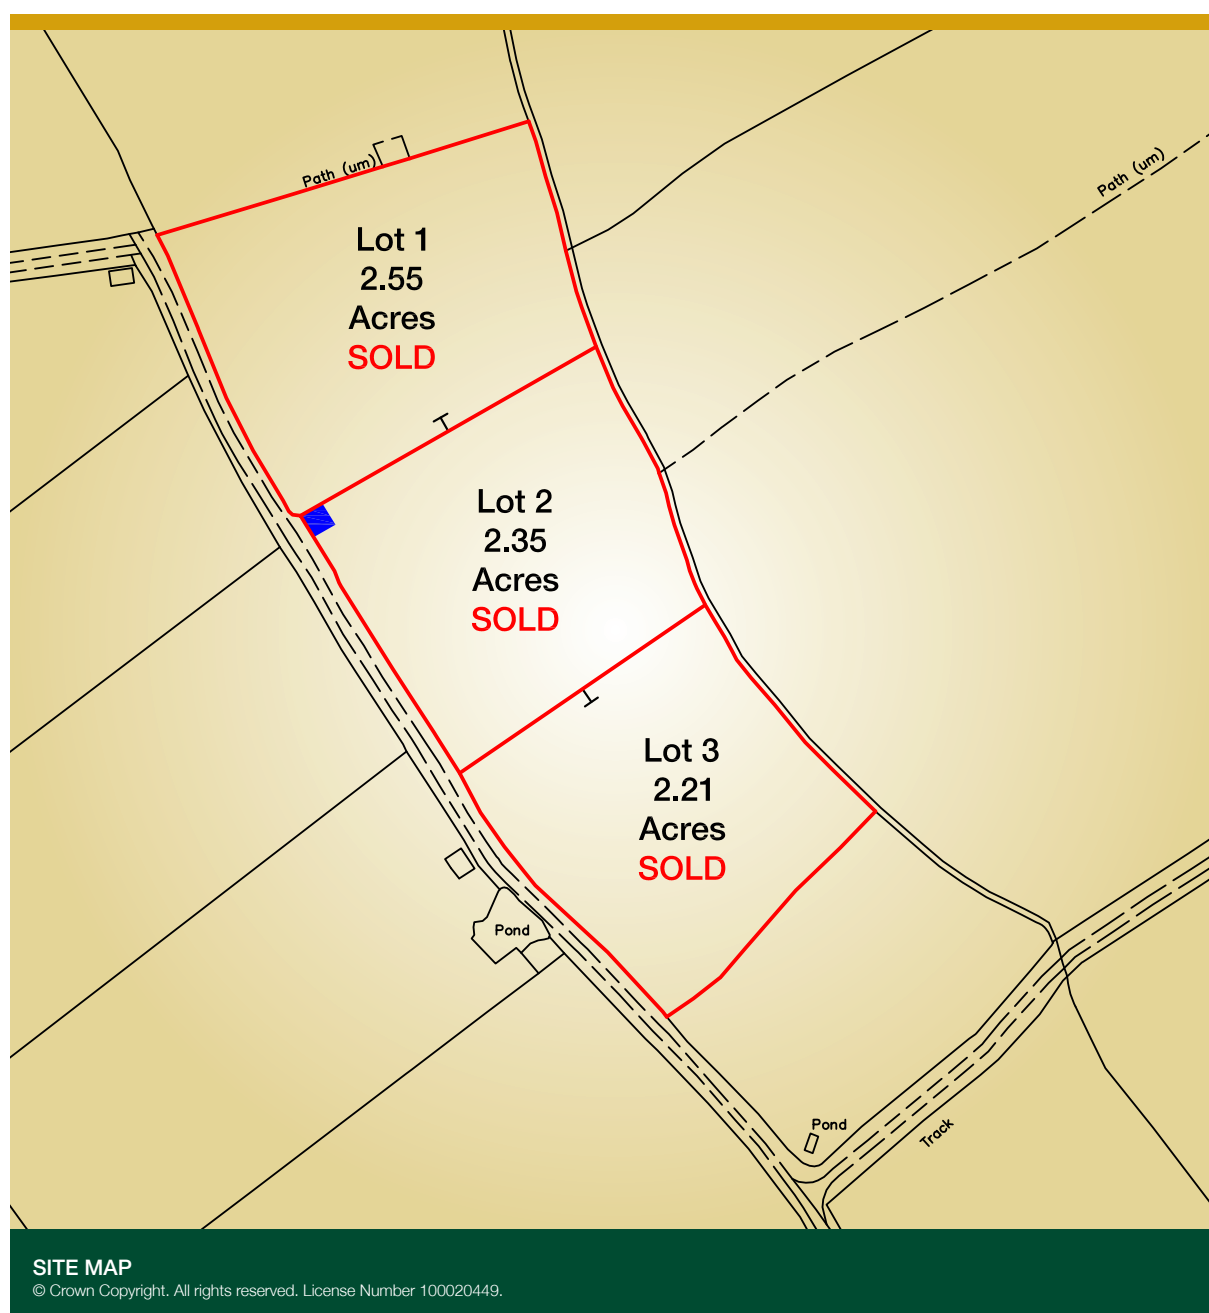 Path (um)
Path (um)
Lot 1
2.55
Acres
SOLD
Lot 2
2.35
Acres
SOLD
Lot 3
2.21
Acres
SOLD
Pond
Pond
Track
SITE MAP
© Crown Copyright. All rights reserved. License Number 100020449.